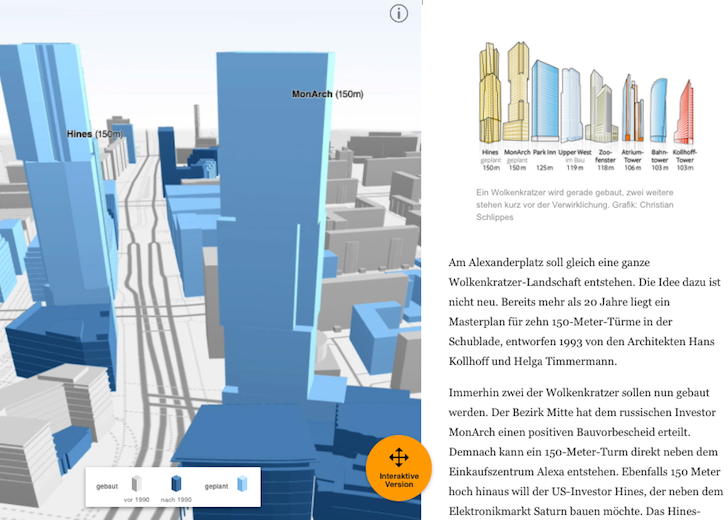 Hines (150m)
MonArch (150m)
gebaut
vor 1990
nach 1990
geplant
Interaktive
Version
Hines MonArch Park Inn Upper West Zoo- Atrium- Bahn- Kollhoff-
geplant geplant im Bau fenster Tower tower Tower
150m 150m 125m 119m 118m 106m 103m 103m
Ein Wolkenkratzer wird gerade gebaut, zwei weitere
stehen kurz vor der Verwirklichung. Grafik: Christian
Schlippes
Am Alexanderplatz soll gleich eine ganze
Wolkenkratzer-Landschaft entstehen. Die Idee dazu ist
nicht neu. Bereits mehr als 20 Jahre liegt ein
Masterplan für zehn 150-Meter-Türme in der
Schublade, entworfen 1993 von den Architekten Hans
Kollhoff und Helga Timmermann.
Immerhin zwei der Wolkenkratzer sollen nun gebaut
werden. Der Bezirk Mitte hat dem russischen Investor
MonArch einen positiven Bauvorbescheid erteilt.
Demnach kann ein 150-Meter-Turm direkt neben dem
Einkaufszentrum Alexa entstehen. Ebenfalls 150 Meter
hoch hinaus will der US-Investor Hines, der neben dem
Elektronikmarkt Saturn bauen möchte. Das Hines-